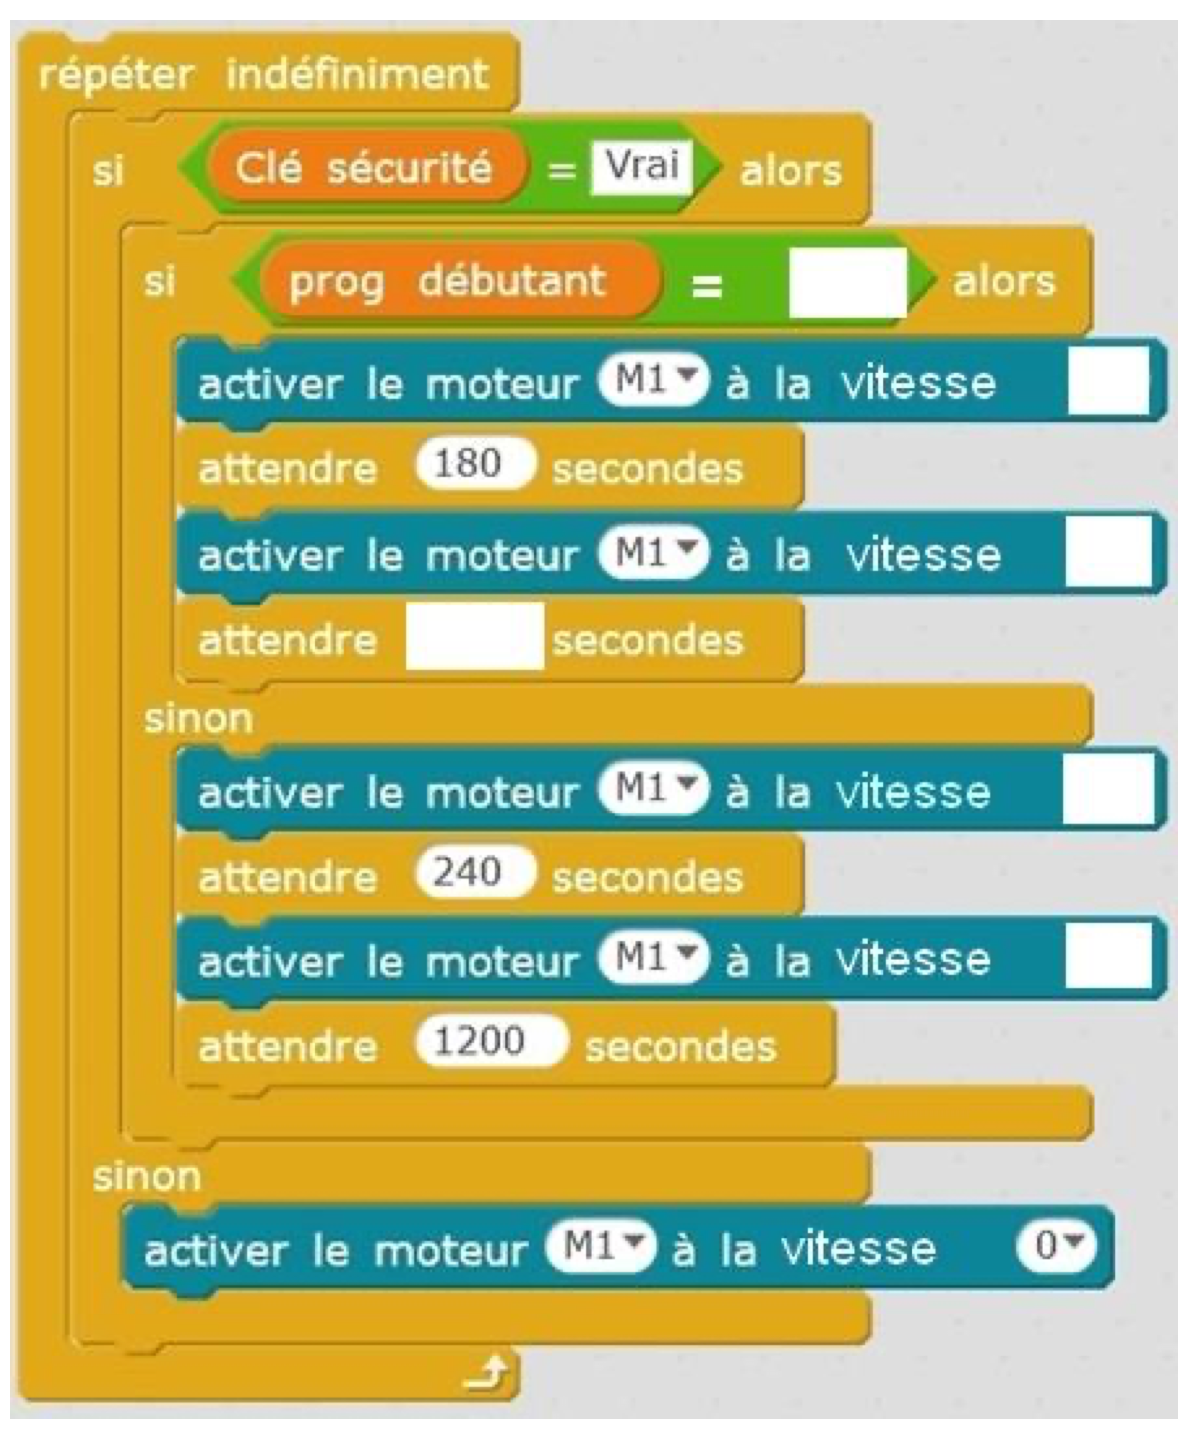 répéter indéfiniment
si Clé sécurité = Vrai alors
si prog débutant = alors
activer le moteur M1 à la vitesse
attendre 180 secondes
activer le moteur M1 à la vitesse
attendre secondes
sinon
activer le moteur M1 à la vitesse
attendre 240 secondes
activer le moteur M1 à la vitesse
attendre 1200 secondes
sinon
activer le moteur M1 à la vitesse 0